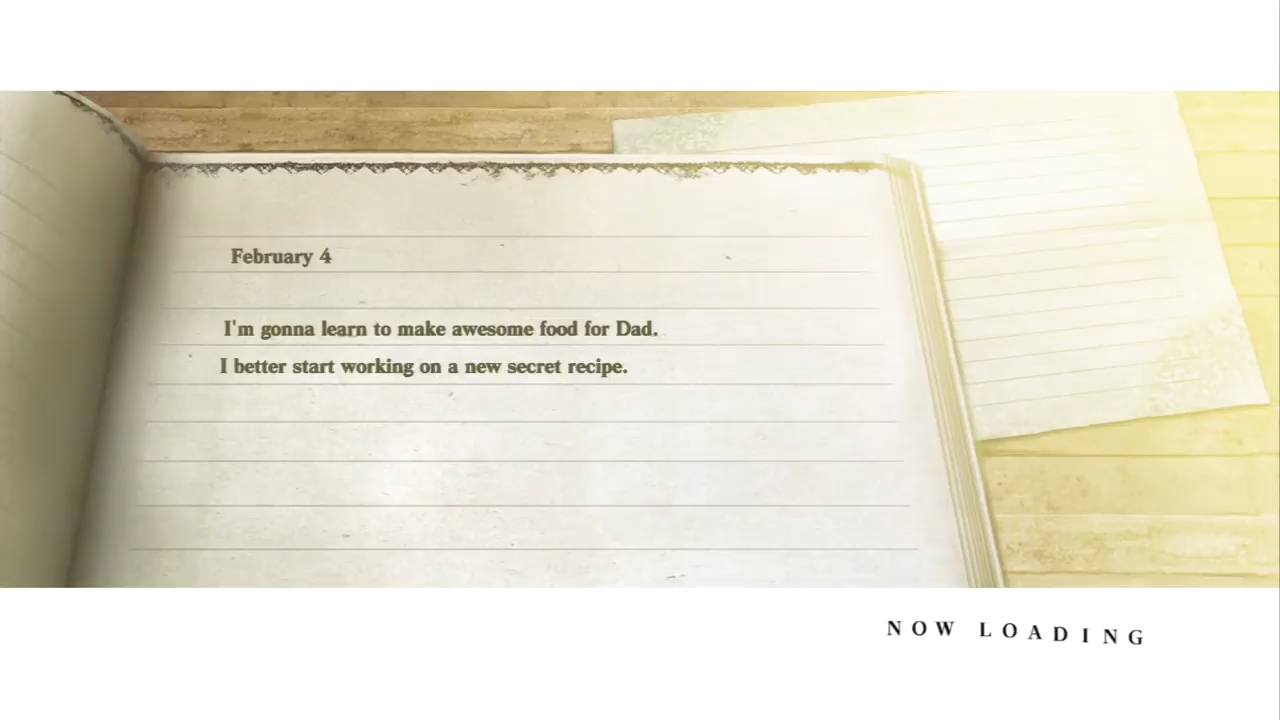 February 4
I'm gonna learn to make awesome food for Dad.
I better start working on a new secret recipe.
NOW LOADING